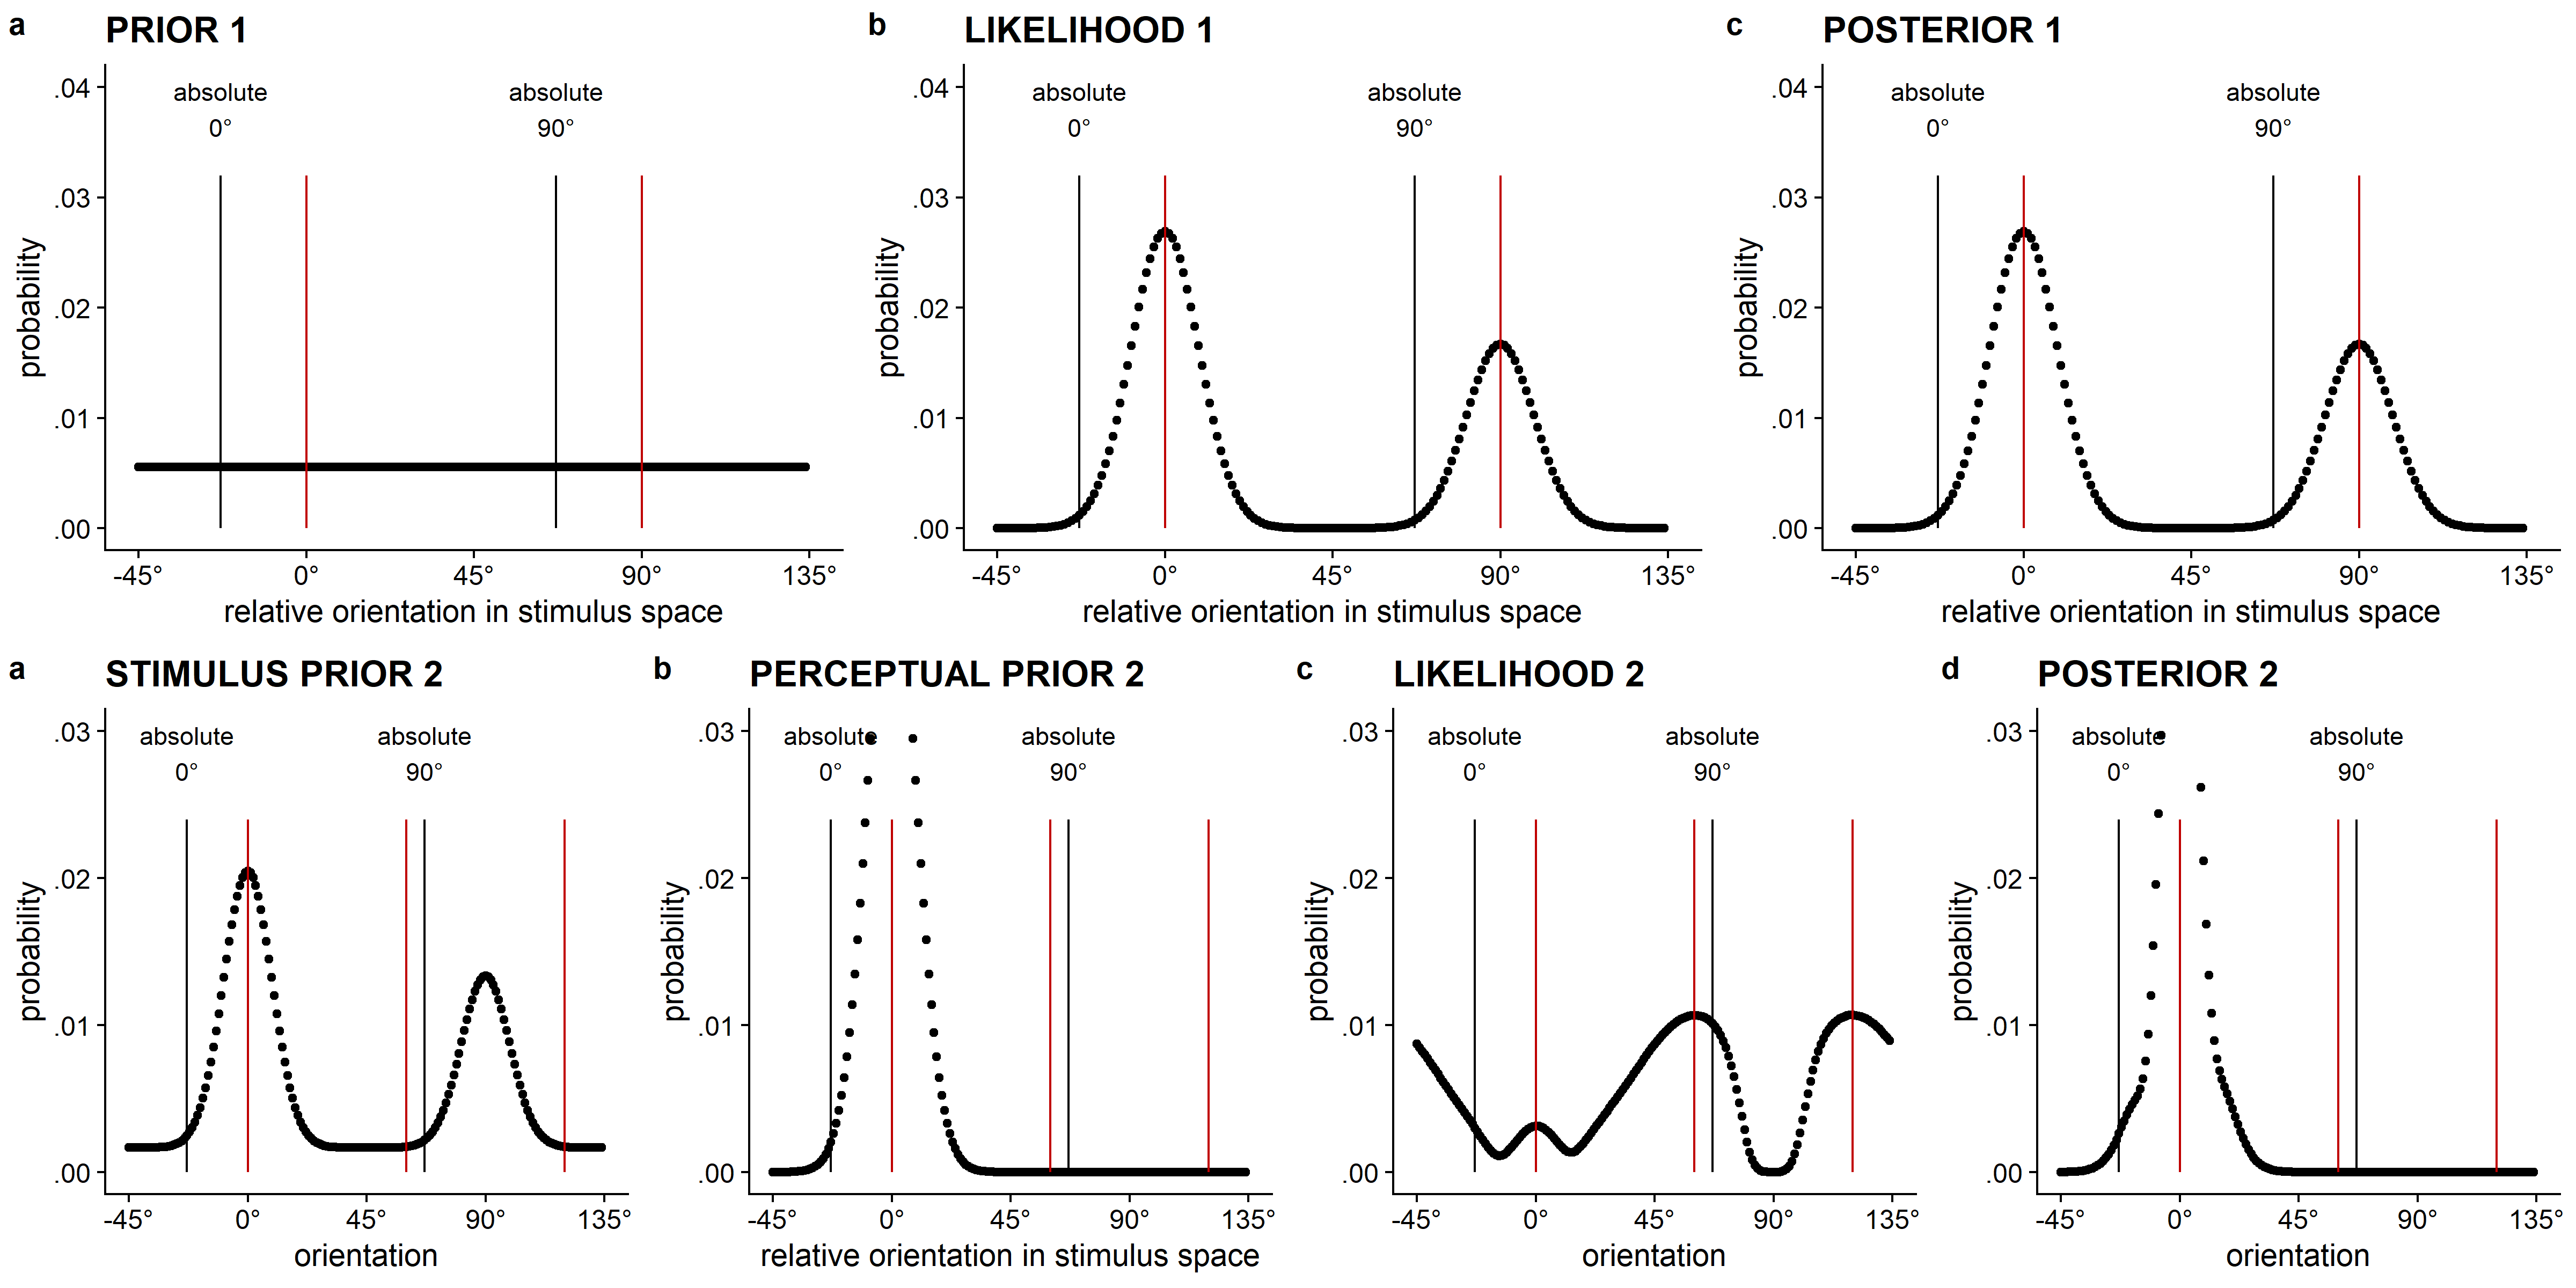 a PRIOR 1
.04
.03
.02
.01
.00
probability
absolute
0°
absolute
90°
-45° 0° 45° 90° 135°
relative orientation in stimulus space
b LIKELIHOOD 1
.04
.03
.02
.01
.00
probability
absolute
0°
absolute
90°
-45° 0° 45° 90° 135°
relative orientation in stimulus space
c POSTERIOR 1
.04
.03
.02
.01
.00
probability
absolute
0°
absolute
90°
-45° 0° 45° 90° 135°
relative orientation in stimulus space
a STIMULUS PRIOR 2
.03
.02
.01
.00
probability
absolute
0°
absolute
90°
-45° 0° 45° 90° 135°
orientation
b PERCEPTUAL PRIOR 2
.03
.02
.01
.00
probability
absolute
0°
absolute
90°
-45° 0° 45° 90° 135°
relative orientation in stimulus space
c LIKELIHOOD 2
.03
.02
.01
.00
probability
absolute
0°
absolute
90°
-45° 0° 45° 90° 135°
orientation
d POSTERIOR 2
.03
.02
.01
.00
probability
absolute
0°
absolute
90°
-45° 0° 45° 90° 135°
orientation